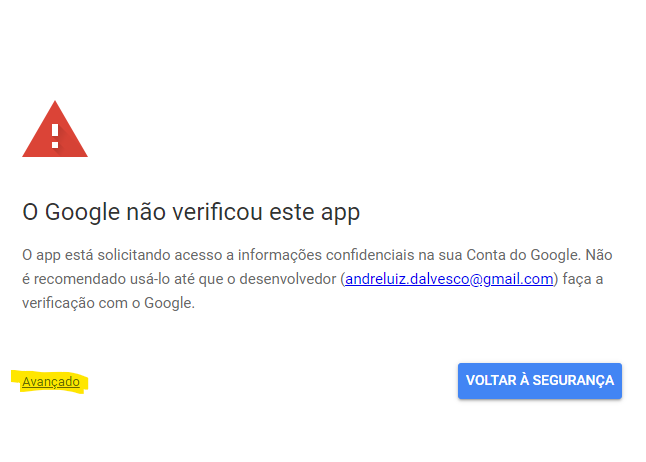 O Google não verificou este app
O app está solicitando acesso a informações confidenciais na sua Conta do Google. Não
é recomendado usá-lo até que o desenvolvedor (andreluiz.dalvesco@gmail.com) faça a
verificação com o Google.
Avançado
VOLTAR À SEGURANÇA